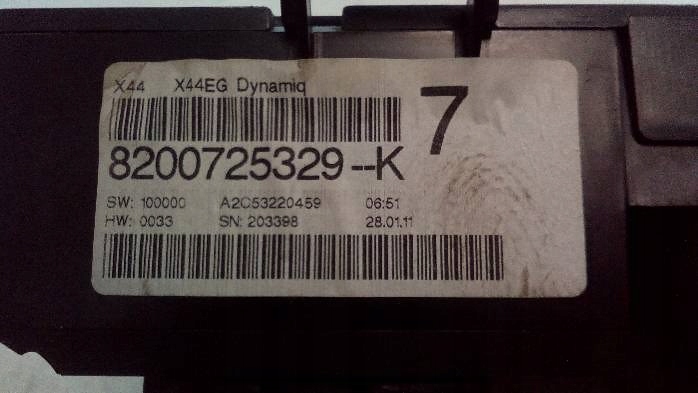 X44 X44EG Dynamiq
7
8200725329--K
SW: 100000 A2C53220459 06:51
HW: 0033 SN: 203398 28.01.11